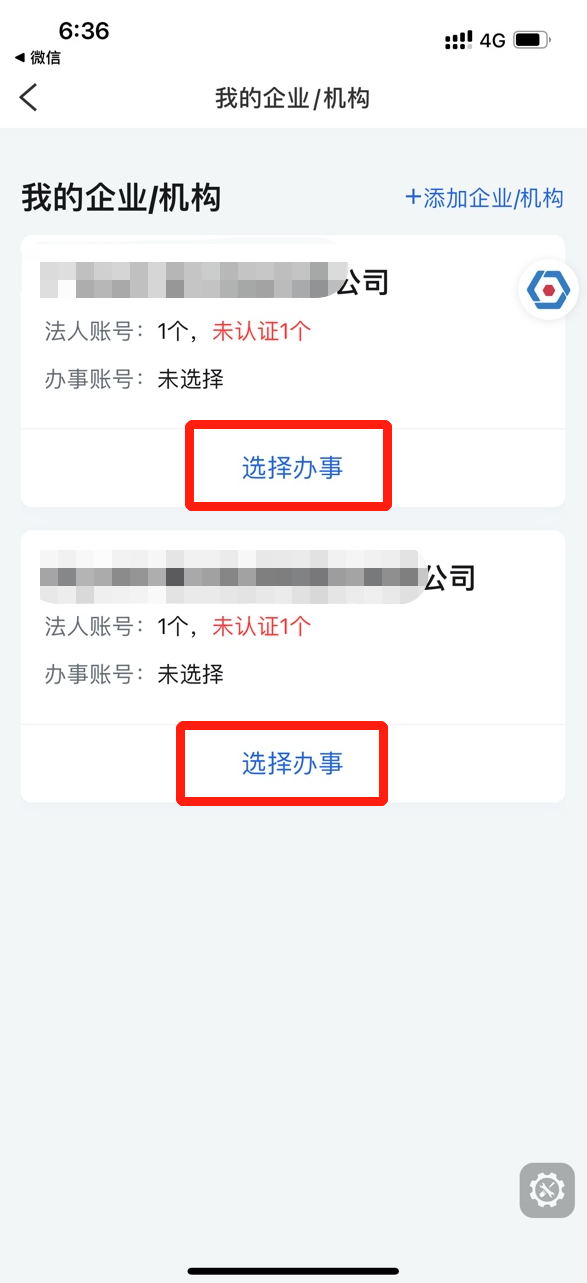 6:36
4G
◀ 微信
我的企业/机构
我的企业/机构
+添加企业/机构
公司
法人账号：1个，未认证1个
办事账号：未选择
选择办事
公司
法人账号：1个，未认证1个
办事账号：未选择
选择办事